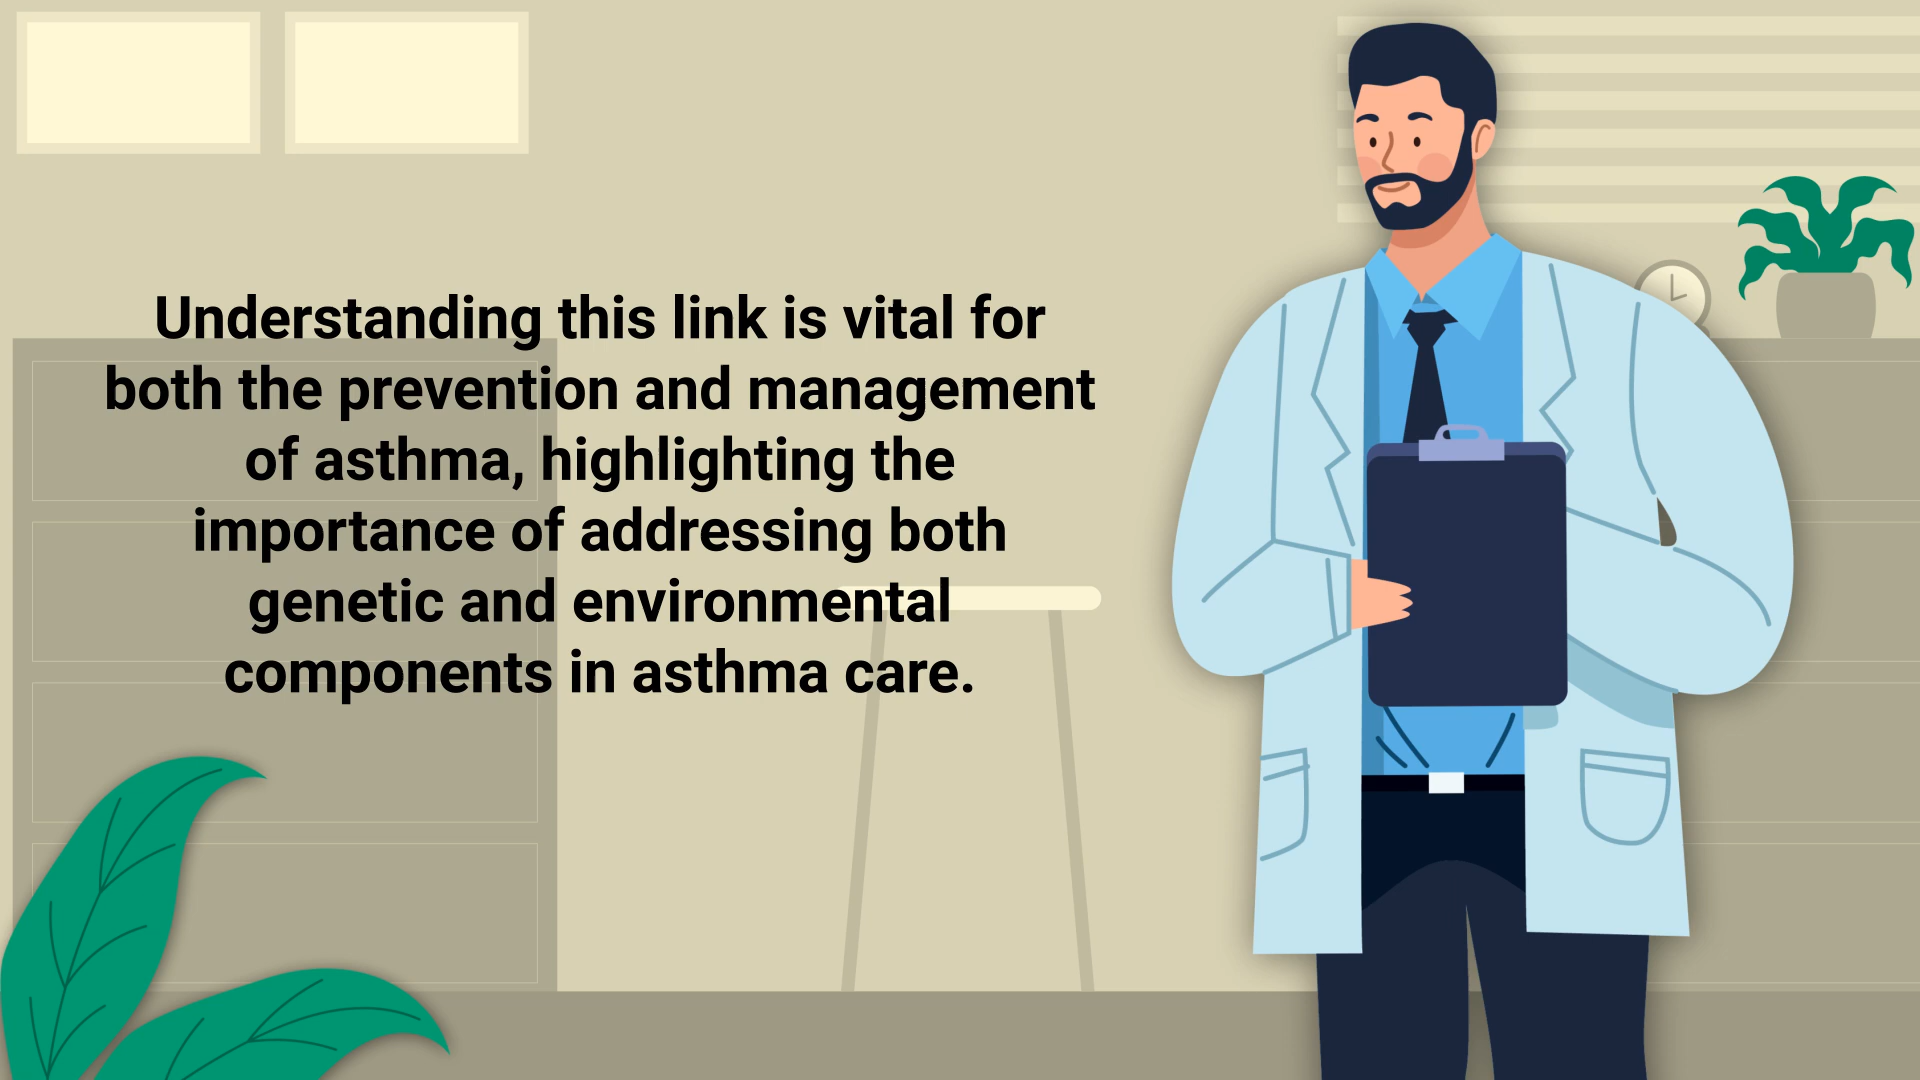 Understanding this link is vital for
both the prevention and management
of asthma, highlighting the
importance of addressing both
genetic and environmental
components in asthma care.